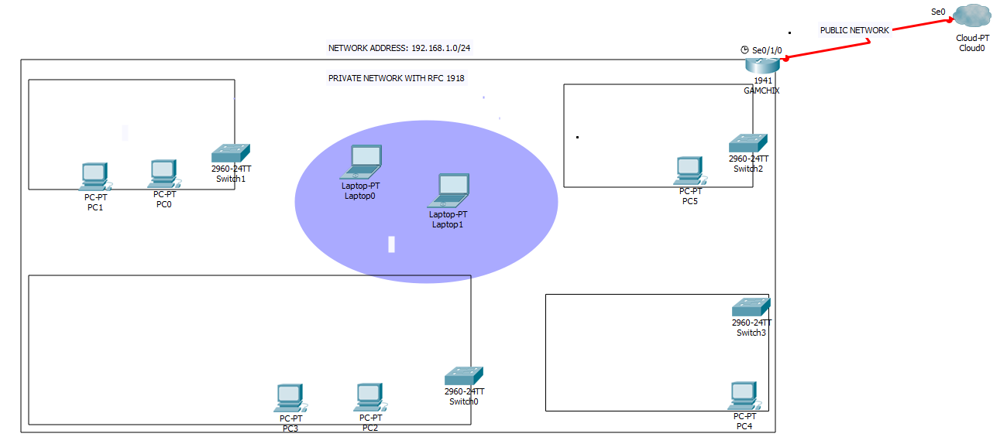 Se0
PUBLIC NETWORK
Cloud-PT
Cloud0
NETWORK ADDRESS: 192.168.1.0/24
Se0/1/0
PRIVATE NETWORK WITH RFC 1918
1941
GAMCHIX
2960-24TT
Switch1
PC-PT
PC1
PC-PT
PC0
Laptop-PT
Laptop0
Laptop-PT
Laptop1
2960-24TT
Switch2
PC-PT
PC5
2960-24TT
Switch3
2960-24TT
Switch0
PC-PT
PC3
PC-PT
PC2
PC-PT
PC4